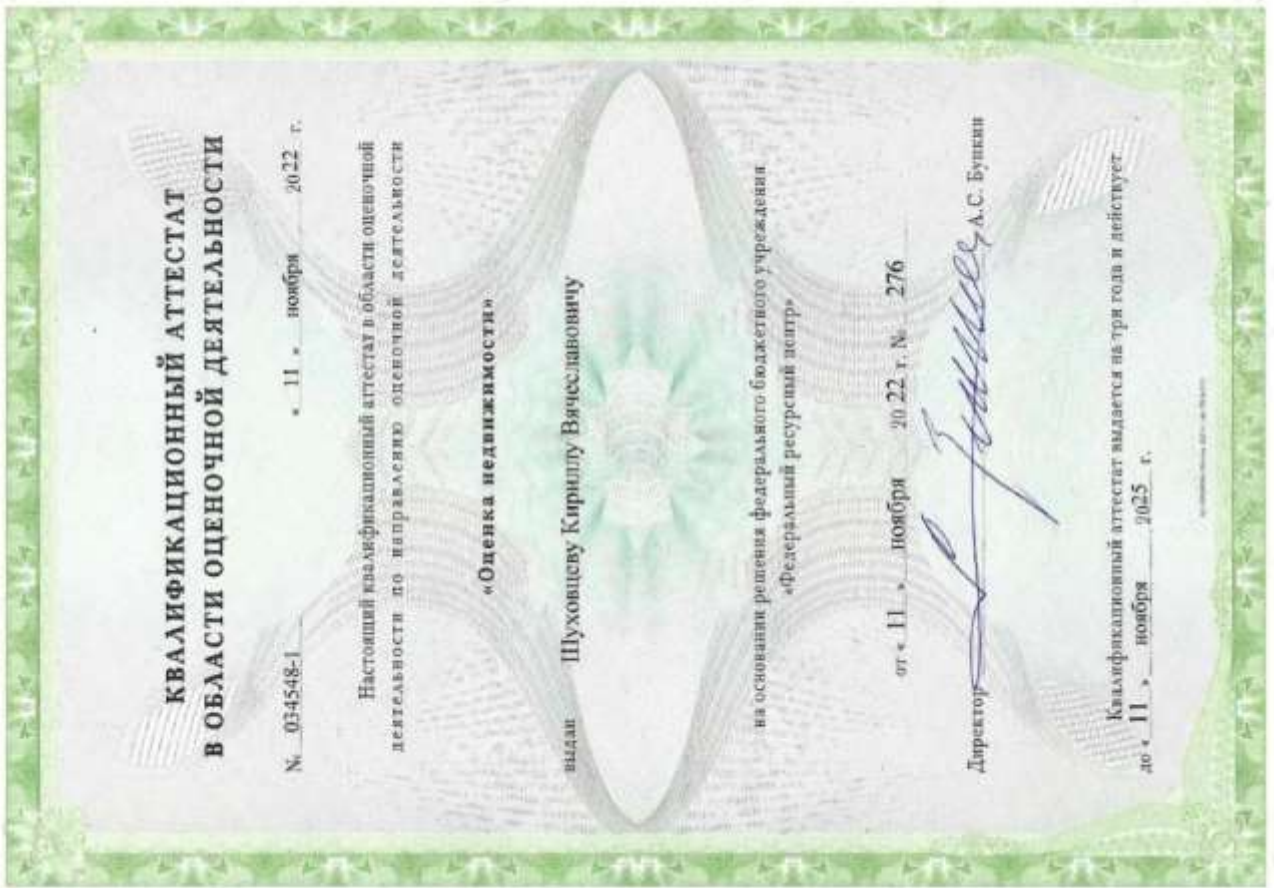 КВАЛИФИКАЦИОННЫЙ АТТЕСТАТ
В ОБЛАСТИ ОЦЕНОЧНОЙ ДЕЯТЕЛЬНОСТИ
№ 034548-1 « 11 » ноября 2022 г.
Настоящий квалификационный аттестат в области оценочной
деятельности по направлению оценочной деятельности
«Оценка недвижимости»
выдан Шуховцеву Кириллу Вячеславовичу
на основании решения федерального бюджетного учреждения
«Федеральный ресурсный центр»
от « 11 » ноября 20 22 г. № 276
Директор А.С. Бункин
Квалификационный аттестат выдается на три года и действует
до « 11 » ноября 2025 г.